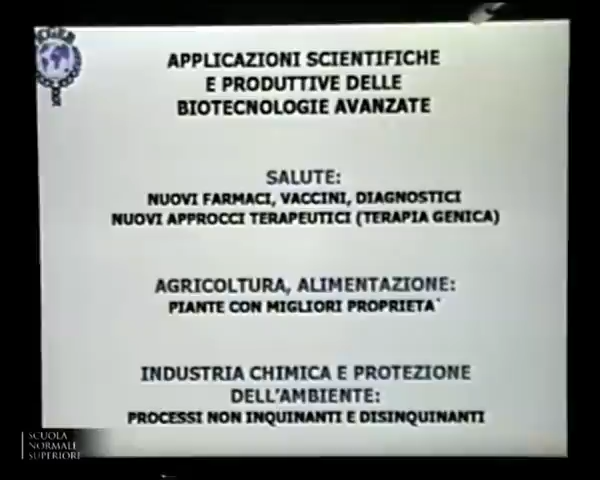 ICGEB
APPLICAZIONI SCIENTIFICHE
E PRODUTTIVE DELLE
BIOTECNOLOGIE AVANZATE
SALUTE:
NUOVI FARMACI, VACCINI, DIAGNOSTICI
NUOVI APPROCCI TERAPEUTICI (TERAPIA GENICA)
AGRICOLTURA, ALIMENTAZIONE:
PIANTE CON MIGLIORI PROPRIETA`
INDUSTRIA CHIMICA E PROTEZIONE
DELL'AMBIENTE:
PROCESSI NON INQUINANTI E DISINQUINANTI
SCUOLA
NORMALE
SUPERIORE